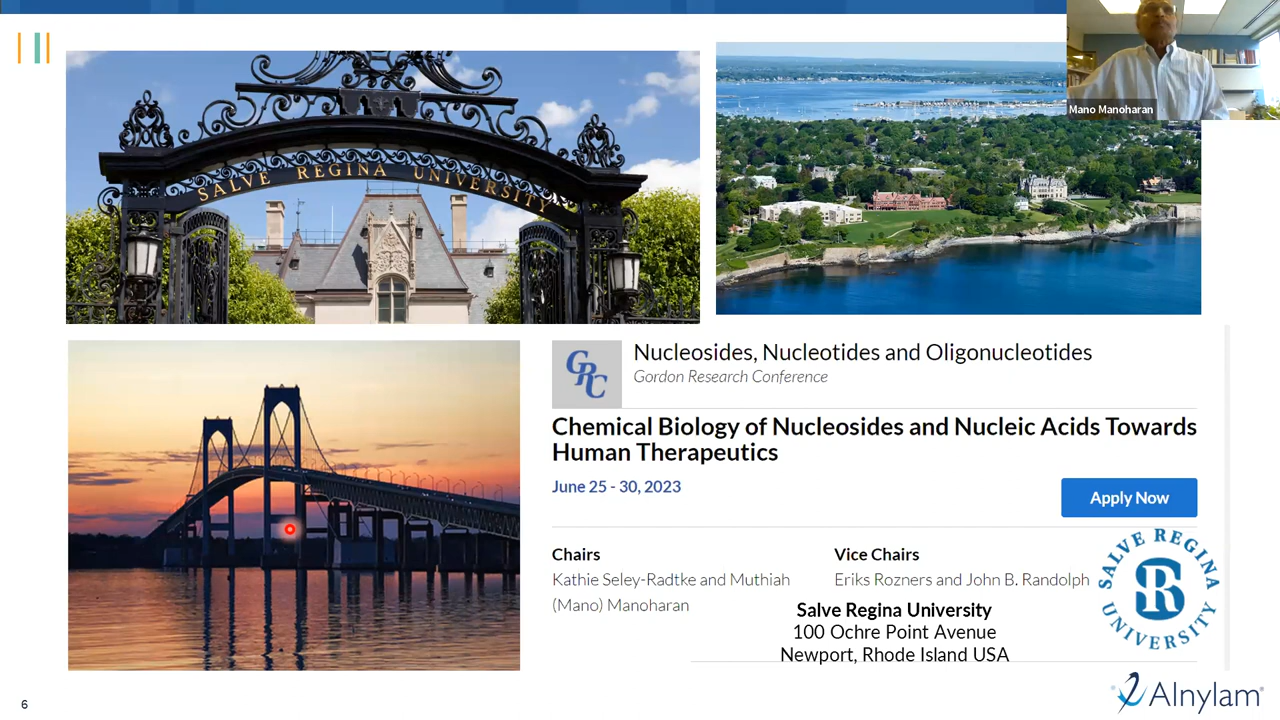 Mano Manoharan
SALVE REGINA UNIVERSITY
GRC
Nucleosides, Nucleotides and Oligonucleotides
Gordon Research Conference
Chemical Biology of Nucleosides and Nucleic Acids Towards
Human Therapeutics
June 25 - 30, 2023
Apply Now
Chairs
Kathie Seley-Radtke and Muthiah
(Mano) Manoharan
Vice Chairs
Eriks Rozners and John B. Randolph
Salve Regina University
100 Ochre Point Avenue
Newport, Rhode Island USA
SALVE REGINA
SR
UNIVERSITY
6
Alnylam®